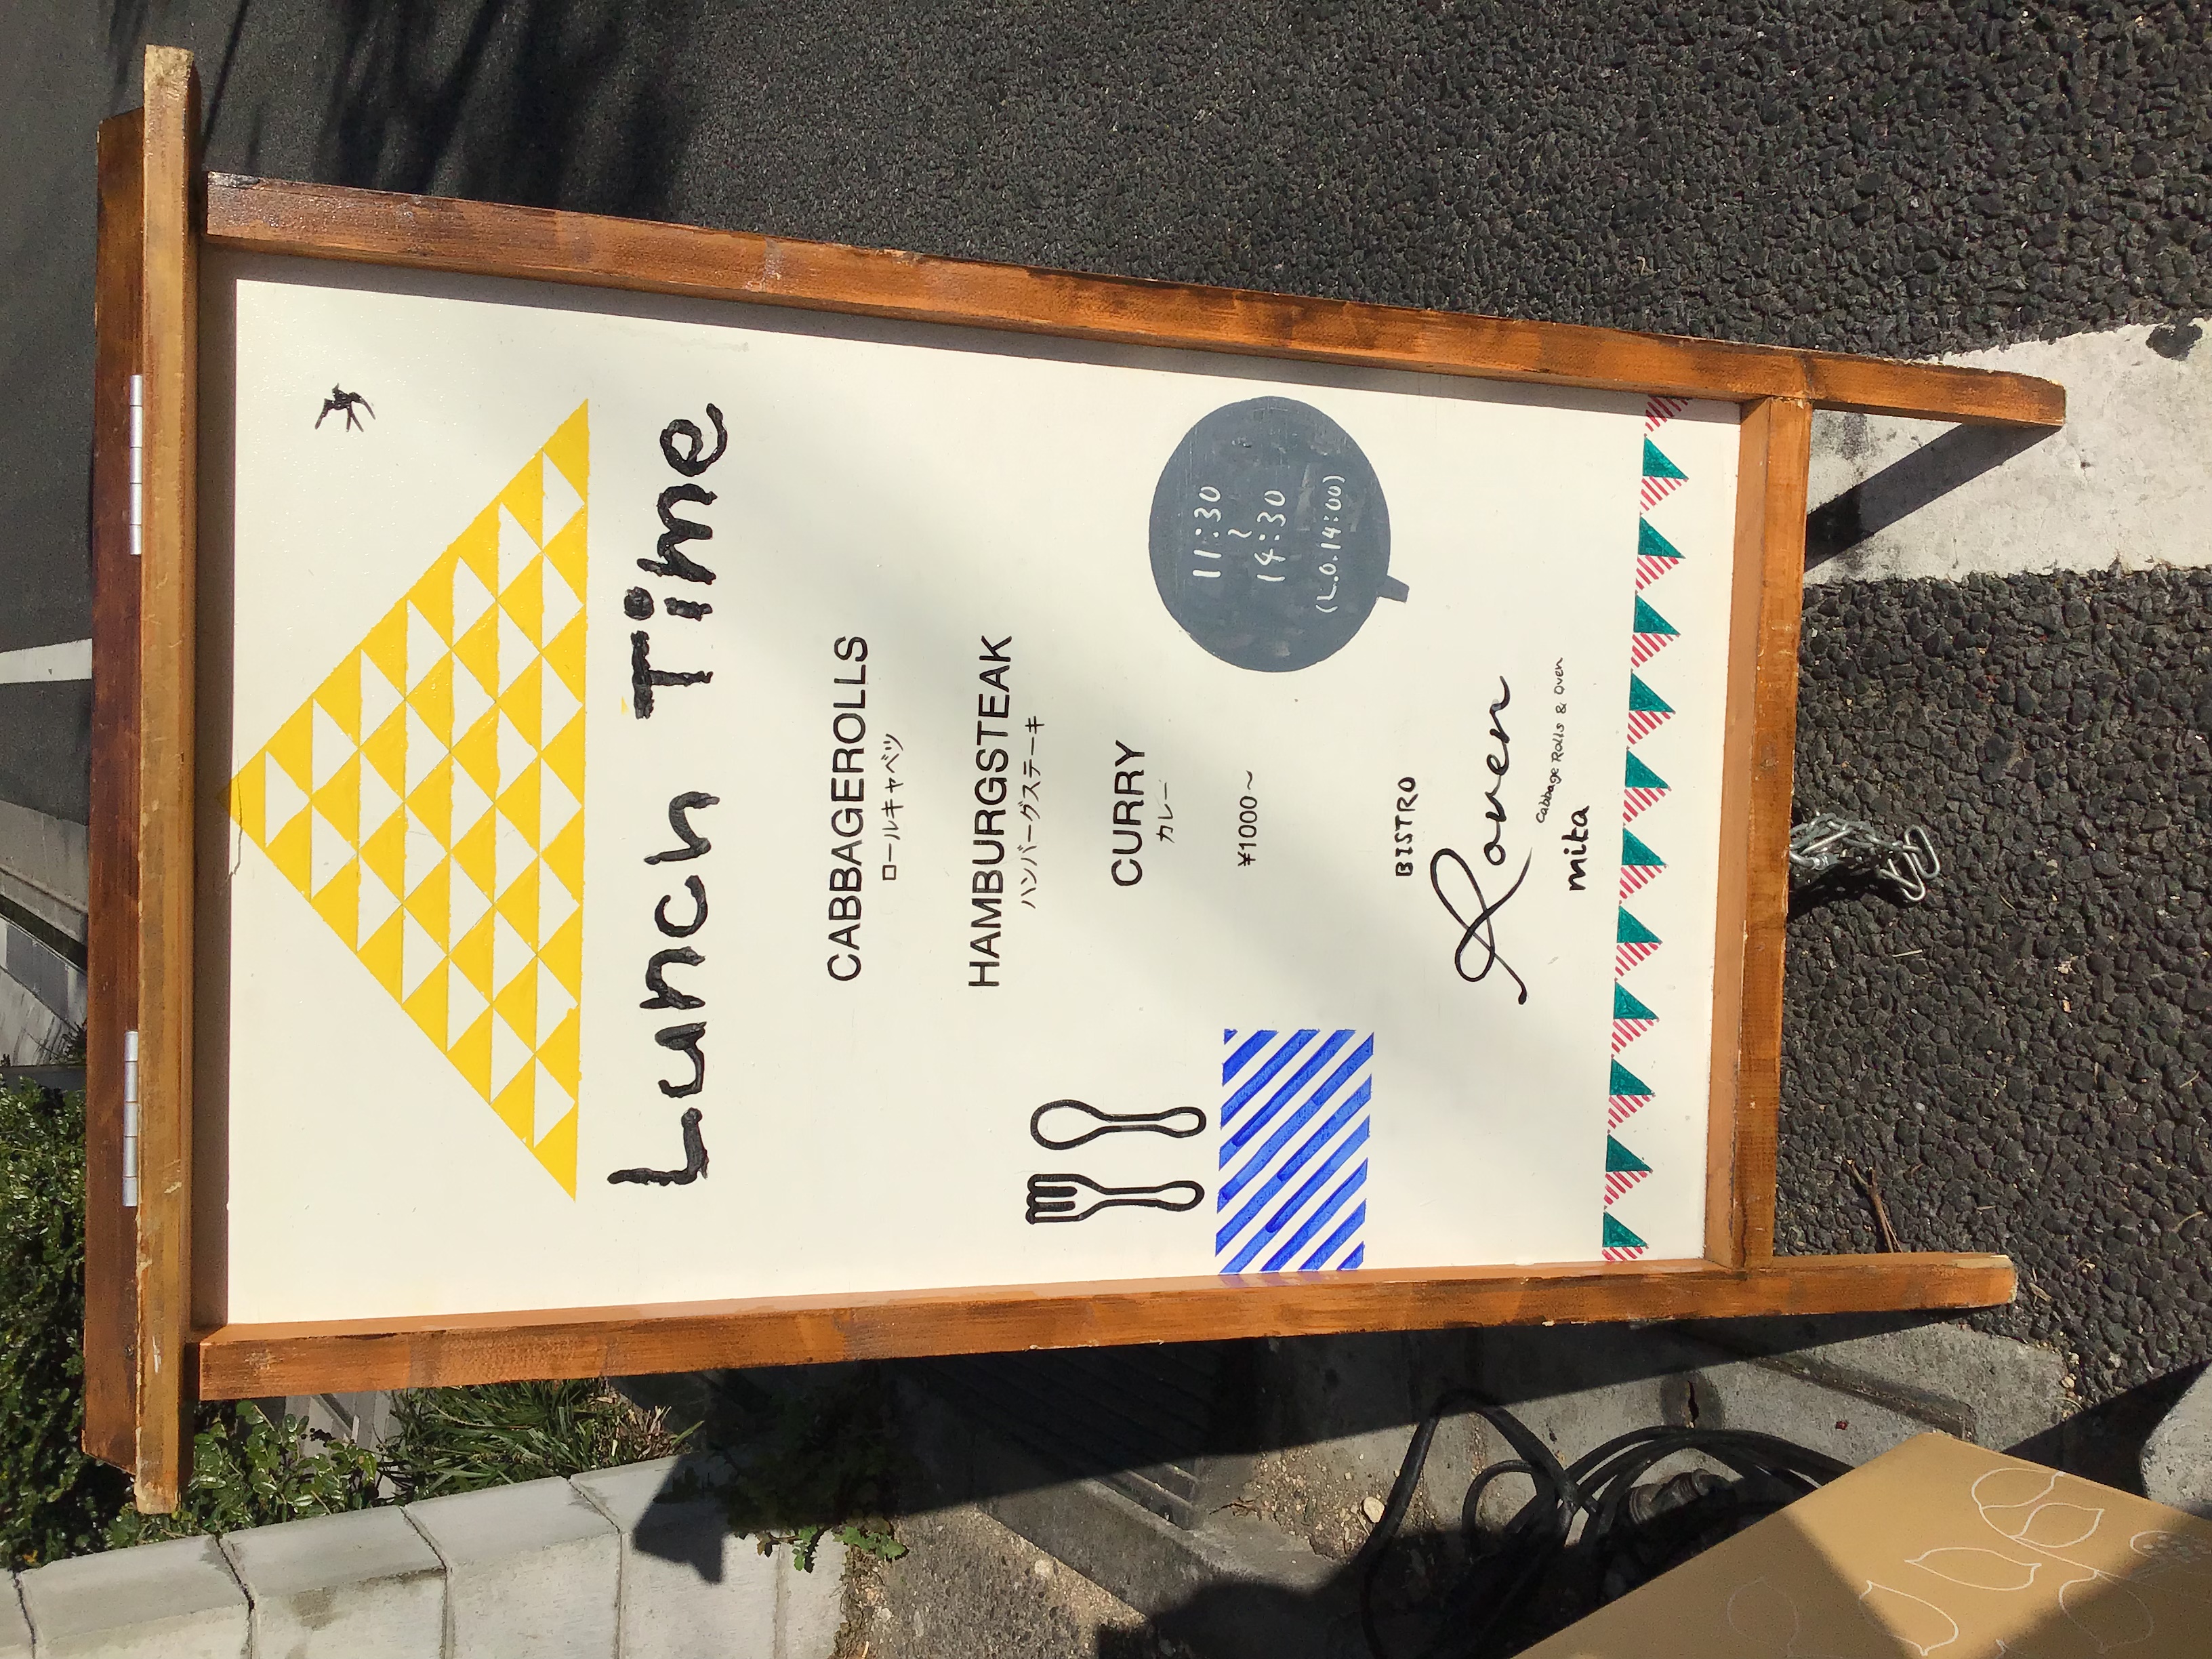 Lunch Time
CABBAGEROLLS
ロールキャベツ
HAMBURGSTEAK
ハンバーグステーキ
CURRY
カレー
¥1000～
11:30
～
14:30
(L.O.14:00)
BISTRO
Roven
Cabbage Rolls & Oven
mita